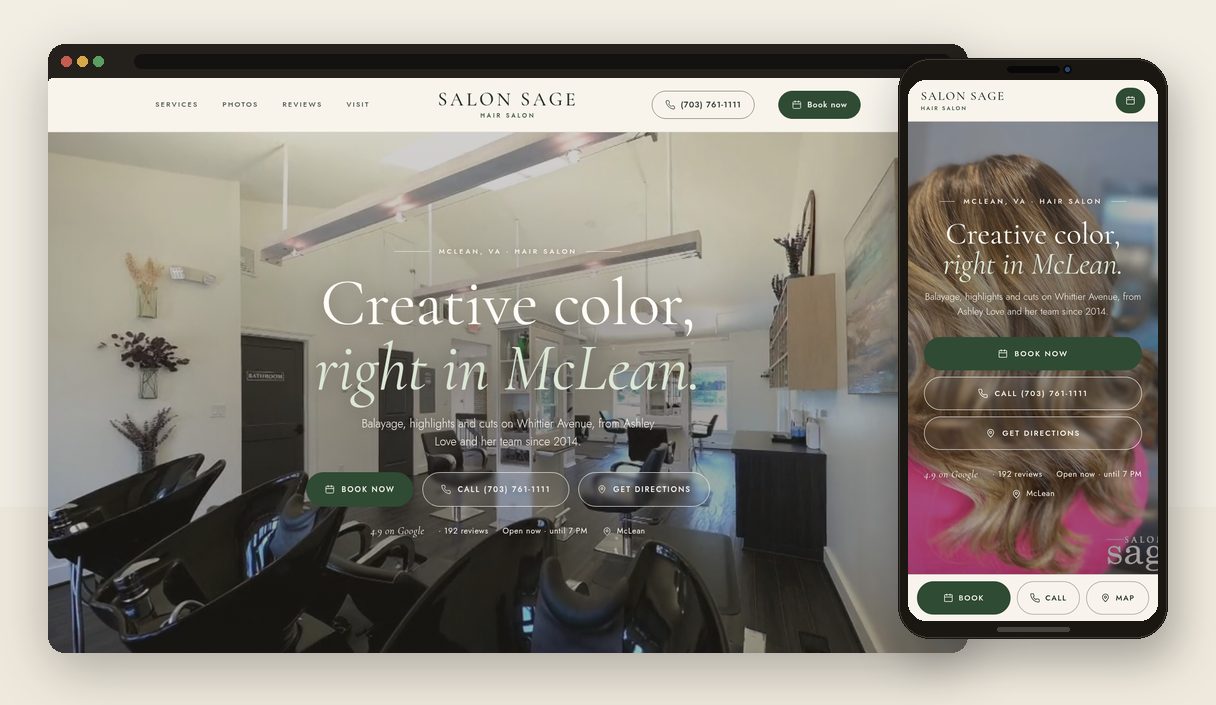 SERVICES
PHOTOS
REVIEWS
VISIT
SALON SAGE
HAIR SALON
(703) 761-1111
Book now
MCLEAN, VA · HAIR SALON
Creative color,
right in McLean.
Balayage, highlights and cuts on Whittier Avenue, from Ashley
Love and her team since 2014.
BOOK NOW
CALL (703) 761-1111
GET DIRECTIONS
4.9 on Google · 192 reviews Open now · until 7 PM McLean
BATHROOM
SALON SAGE
HAIR SALON
MCLEAN, VA · HAIR SALON
Creative color,
right in McLean.
Balayage, highlights and cuts on Whittier Avenue, from
Ashley Love and her team since 2014.
BOOK NOW
CALL (703) 761-1111
GET DIRECTIONS
4.9 on Google · 192 reviews Open now · until 7 PM
McLean
SALO
sag
BOOK
CALL
MAP